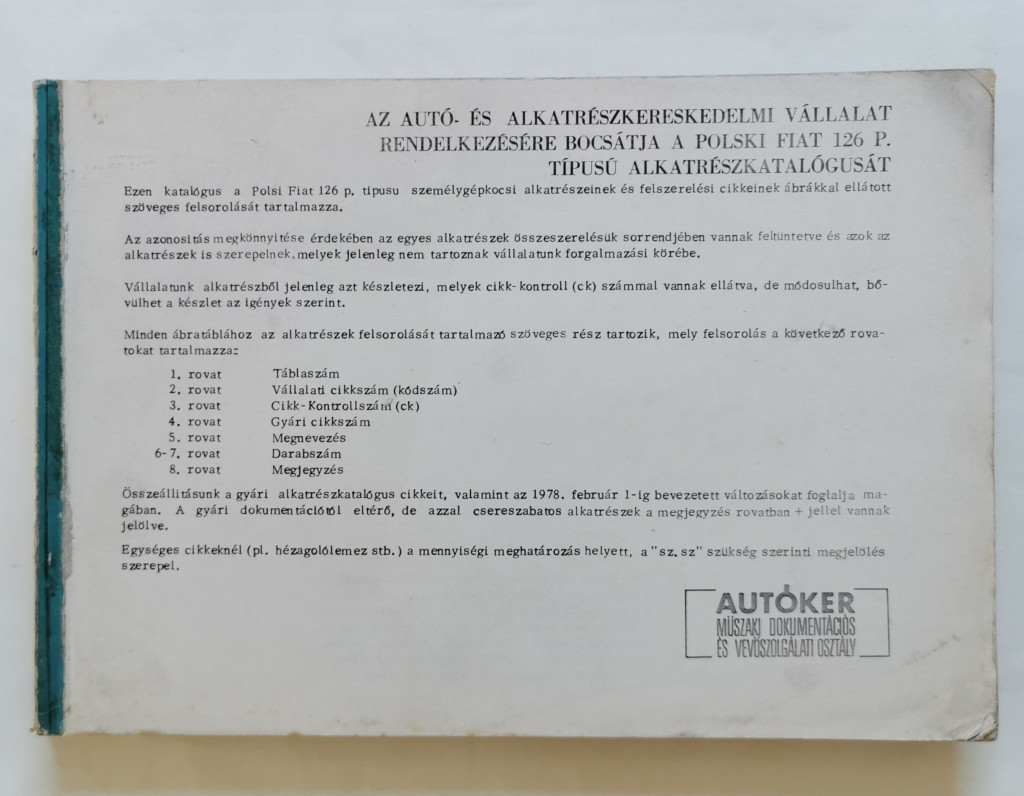 AZ AUTÓ- ÉS ALKATRÉSZKERESKEDELMI VÁLLALAT
RENDELKEZÉSÉRE BOCSÁTJA A POLSKI FIAT 126 P.
TÍPUSÚ ALKATRÉSZKATALÓGUSÁT
Ezen katalógus a Polsi Fiat 126 p. tipusu személygépkocsi alkatrészeinek és felszerelési cikkeinek ábrákkal ellátott
szöveges felsorolását tartalmazza.
Az azonositás megkönnyitése érdekében az egyes alkatrészek összeszerelésük sorrendjében vannak feltüntetve és azok az
alkatrészek is szerepelnek, melyek jelenleg nem tartoznak vállalatunk forgalmazási körébe.
Vállalatunk alkatrészből jelenleg azt készletezi, melyek cikk-kontroll (ck) számmal vannak ellátva, de módosulhat, bő-
vülhet a készlet az igények szerint.
Minden ábratáblához az alkatrészek felsorolását tartalmazó szöveges rész tartozik, mely felsorolás a következő rova-
tokat tartalmazza:
1. rovat Táblaszám
2. rovat Vállalati cikkszám (kódszám)
3. rovat Cikk-Kontrollszám (ck)
4. rovat Gyári cikkszám
5. rovat Megnevezés
6-7. rovat Darabszám
8. rovat Megjegyzés
Összeállitásunk a gyári alkatrészkatalógus cikkeit, valamint az 1978. február 1-ig bevezetett változásokat foglalja ma-
gában. A gyári dokumentációtól eltérő, de azzal csereszabatos alkatrészek a megjegyzés rovatban + jellel vannak
jelölve.
Egységes cikkeknél (pl. hézagolólemez stb.) a mennyiségi meghatározás helyett, a "sz. sz" szükség szerinti megjelölés
szerepel.
AUTÓKER
MŰSZAKI DOKUMENTÁCIÓS
ÉS VEVŐSZOLGÁLATI OSZTÁLY